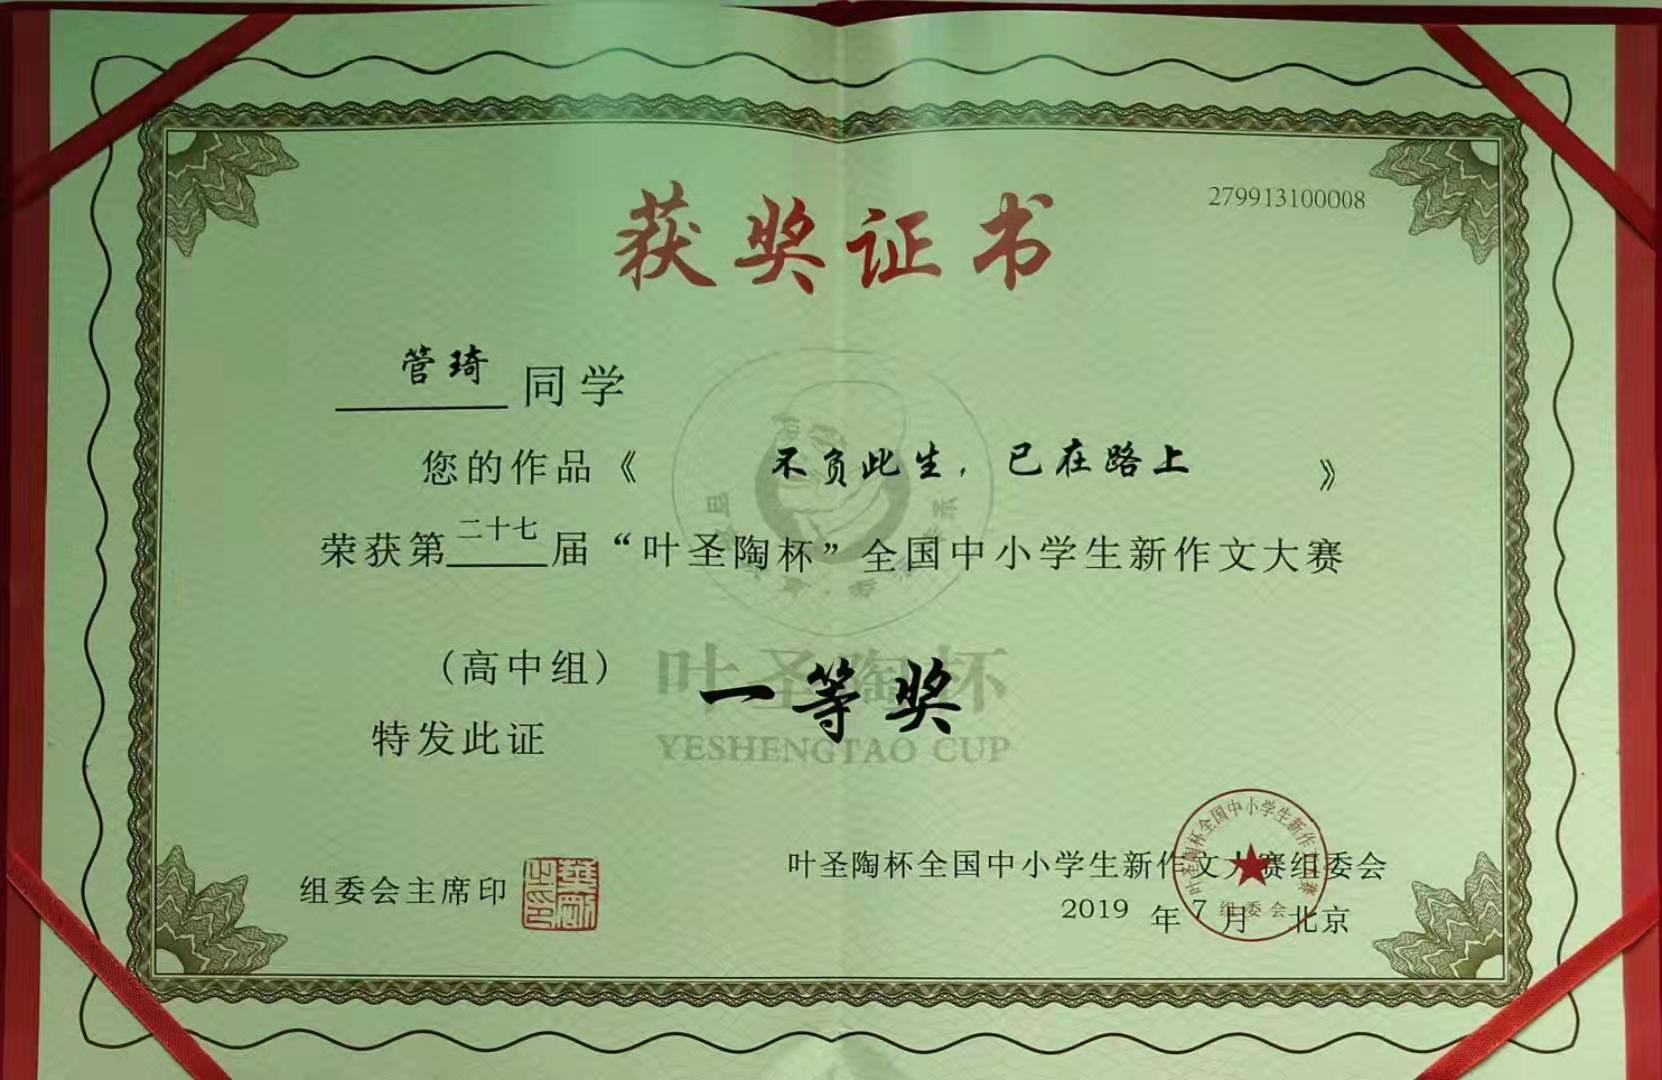 279913100008
获奖证书
管琦 同学
您的作品《 不负此生，已在路上 》
荣获第二十七届“叶圣陶杯”全国中小学生新作文大赛
（高中组）
一等奖
特发此证
叶圣陶杯
YESHENGTAO CUP
组委会主席印
叶圣陶杯全国中小学生新作文大赛组委会
2019 年 7 月 北京
组委会